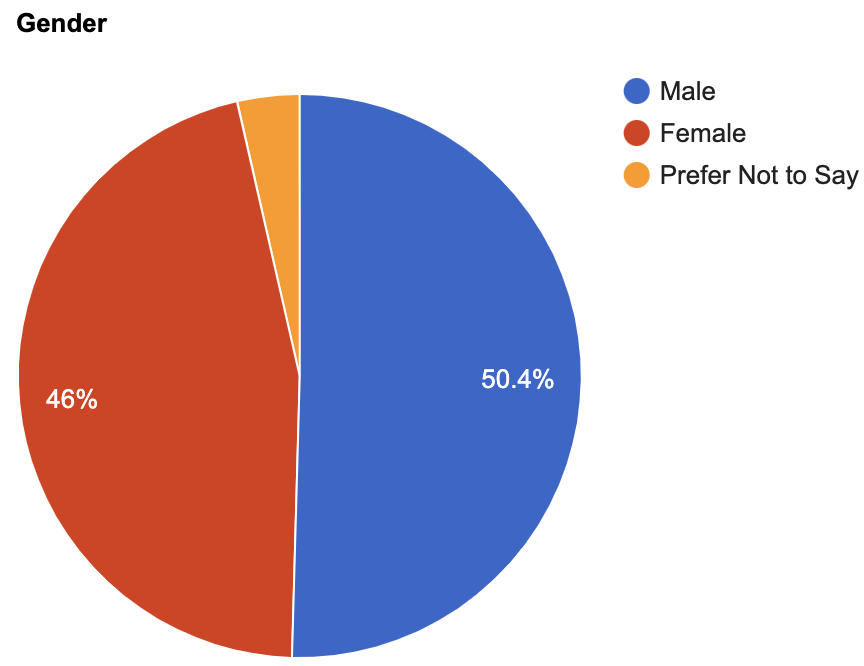 Gender
Male
Female
Prefer Not to Say
50.4%
46%